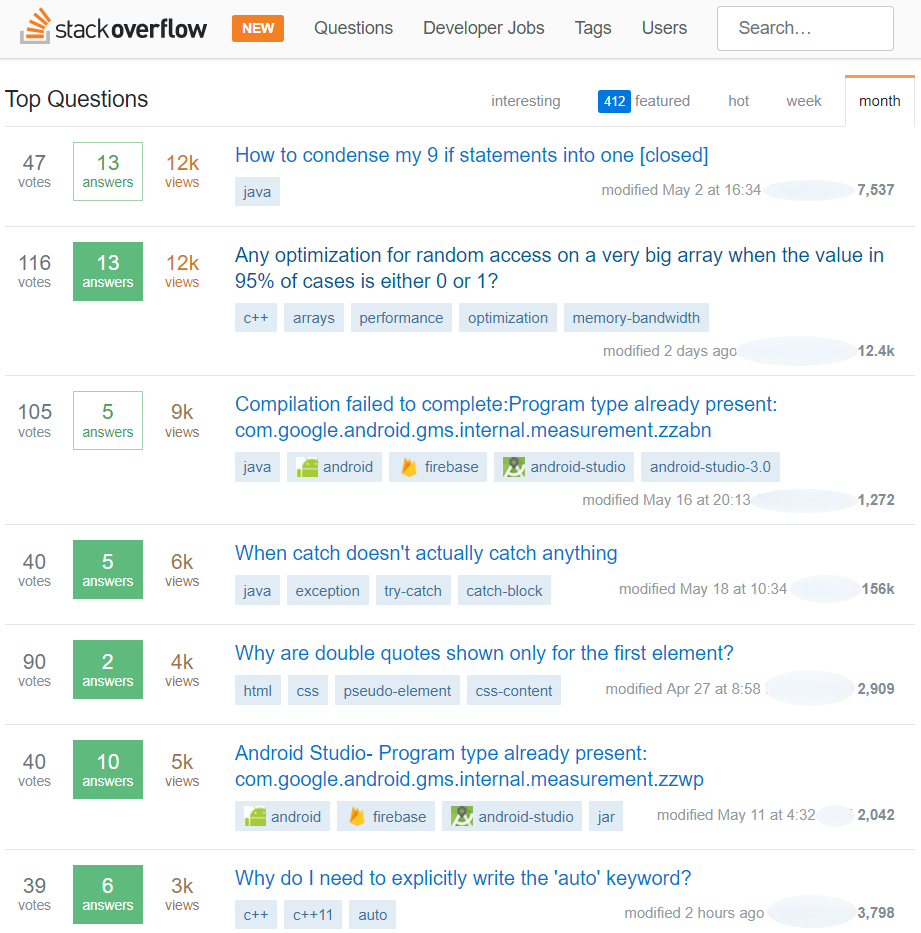 stackoverflow NEW Questions Developer Jobs Tags Users Search…
Top Questions interesting 412 featured hot week month
47 13 12k How to condense my 9 if statements into one [closed]
votes answers views
java modified May 2 at 16:34 7,537
116 13 12k Any optimization for random access on a very big array when the value in
votes answers views 95% of cases is either 0 or 1?
c++ arrays performance optimization memory-bandwidth
modified 2 days ago 12.4k
105 5 9k Compilation failed to complete:Program type already present:
votes answers views com.google.android.gms.internal.measurement.zzabn
java android firebase android-studio android-studio-3.0
modified May 16 at 20:13 1,272
40 5 6k When catch doesn't actually catch anything
votes answers views
java exception try-catch catch-block modified May 18 at 10:34 156k
90 2 4k Why are double quotes shown only for the first element?
votes answers views
html css pseudo-element css-content modified Apr 27 at 8:58 2,909
40 10 5k Android Studio- Program type already present:
votes answers views com.google.android.gms.internal.measurement.zzwp
android firebase android-studio jar modified May 11 at 4:32 2,042
39 6 3k Why do I need to explicitly write the 'auto' keyword?
votes answers views
c++ c++11 auto modified 2 hours ago 3,798